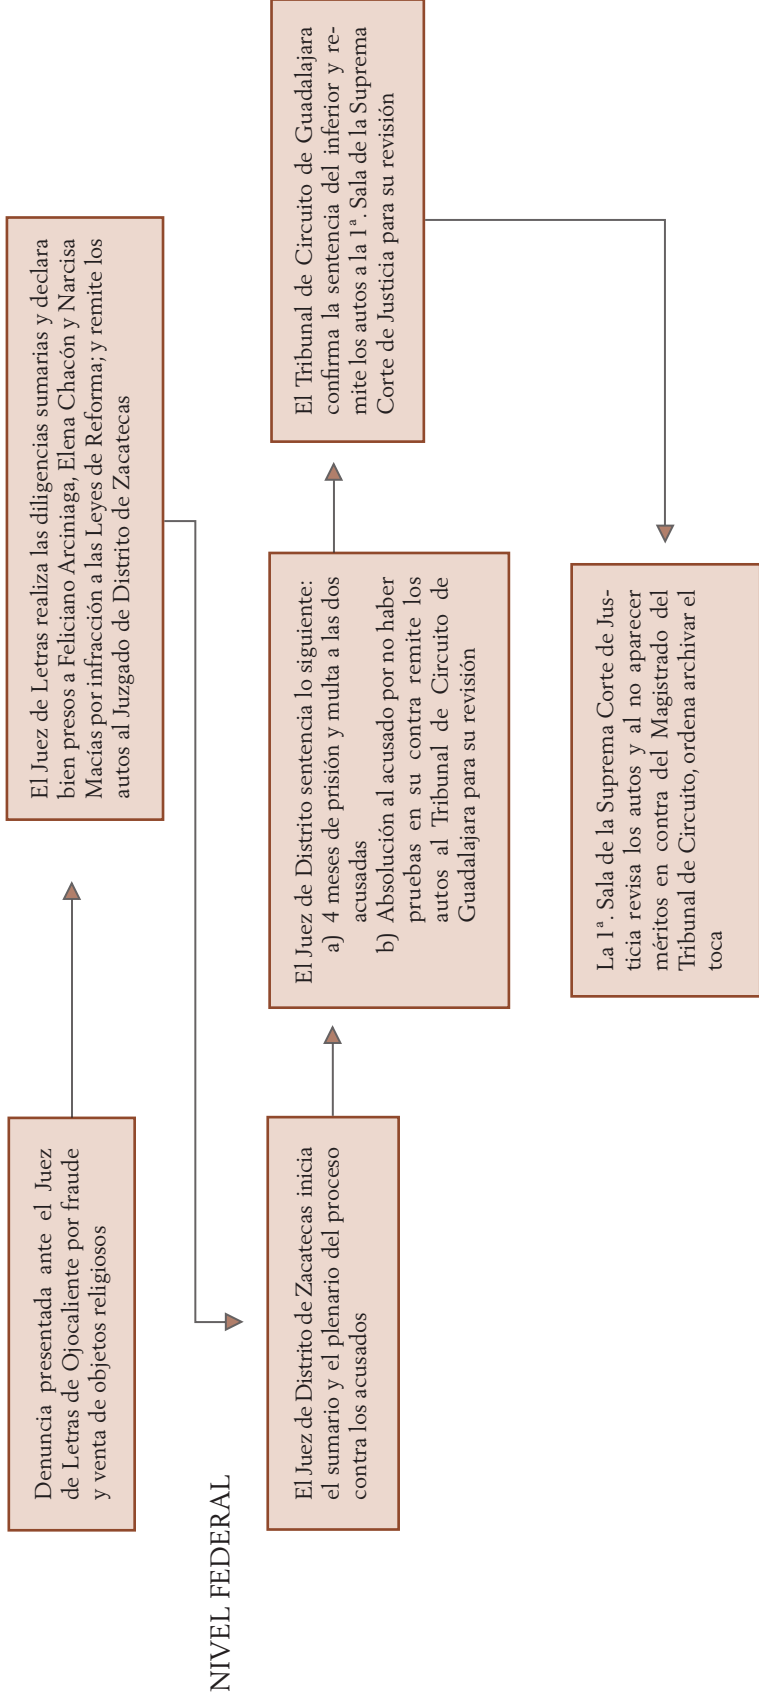 Denuncia presentada ante el Juez
de Letras de Ojocaliente por fraude
y venta de objetos religiosos
El Juez de Letras realiza las diligencias sumarias y declara
bien presos a Feliciano Arciniaga, Elena Chacón y Narcisa
Macías por infracción a las Leyes de Reforma; y remite los
autos al Juzgado de Distrito de Zacatecas
NIVEL FEDERAL
El Juez de Distrito de Zacatecas inicia
el sumario y el plenario del proceso
contra los acusados
El Juez de Distrito sentencia lo siguiente:
a) 4 meses de prisión y multa a las dos
acusadas
b) Absolución al acusado por no haber
pruebas en su contra remite los
autos al Tribunal de Circuito de
Guadalajara para su revisión
El Tribunal de Circuito de Guadalajara
confirma la sentencia del inferior y re-
mite los autos a la 1ª. Sala de la Suprema
Corte de Justicia para su revisión
La 1ª. Sala de la Suprema Corte de Jus-
ticia revisa los autos y al no aparecer
méritos en contra del Magistrado del
Tribunal de Circuito, ordena archivar el
toca